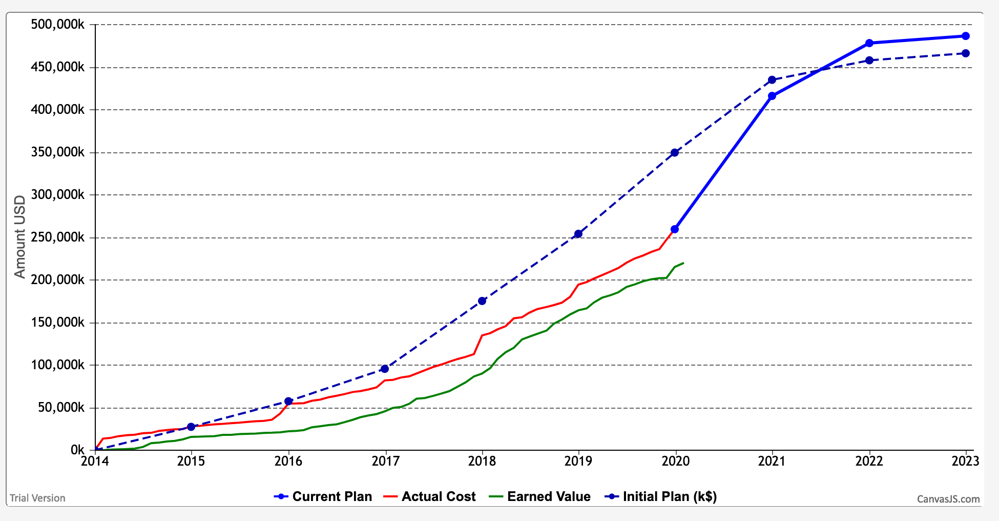 500,000k
450,000k
400,000k
350,000k
300,000k
250,000k
200,000k
150,000k
100,000k
50,000k
0k
Amount USD
2014 2015 2016 2017 2018 2019 2020 2021 2022 2023
Current Plan Actual Cost Earned Value Initial Plan (k$)
Trial Version CanvasJS.com